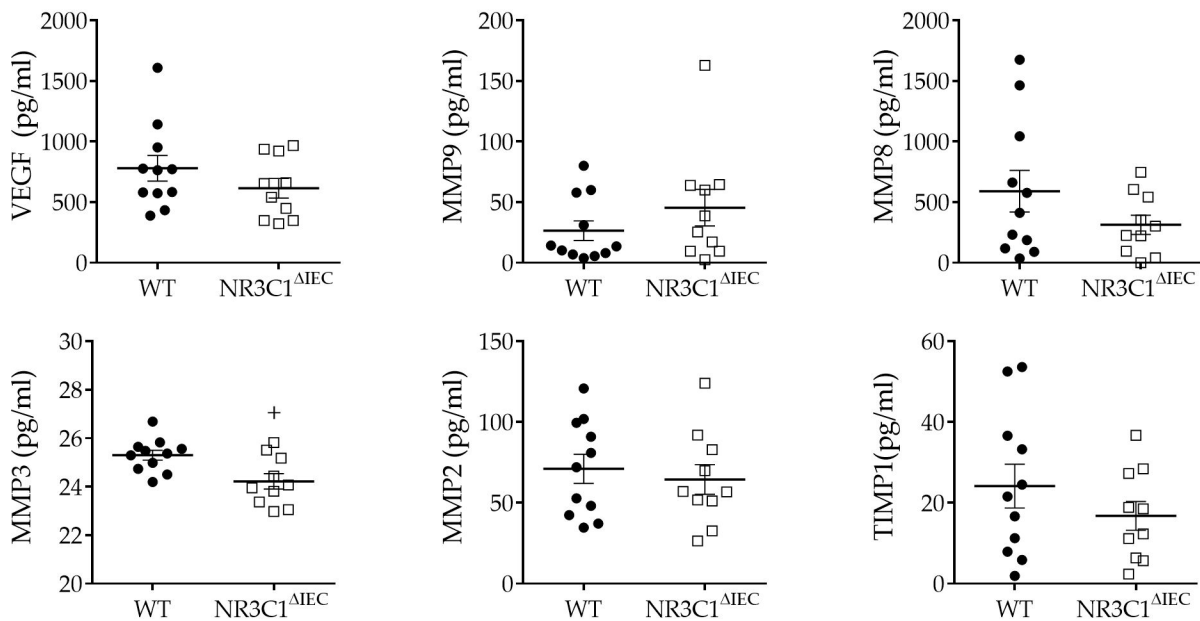 VEGF (pg/ml)
2000
1500
1000
500
0
WT NR3C1ΔIEC
MMP9 (pg/ml)
200
150
100
50
0
WT NR3C1ΔIEC
MMP8 (pg/ml)
2000
1500
1000
500
0
WT NR3C1ΔIEC
MMP3 (pg/ml)
30
28
26
24
22
20
+
WT NR3C1ΔIEC
MMP2 (pg/ml)
150
100
50
0
WT NR3C1ΔIEC
TIMP1(pg/ml)
60
40
20
0
WT NR3C1ΔIEC